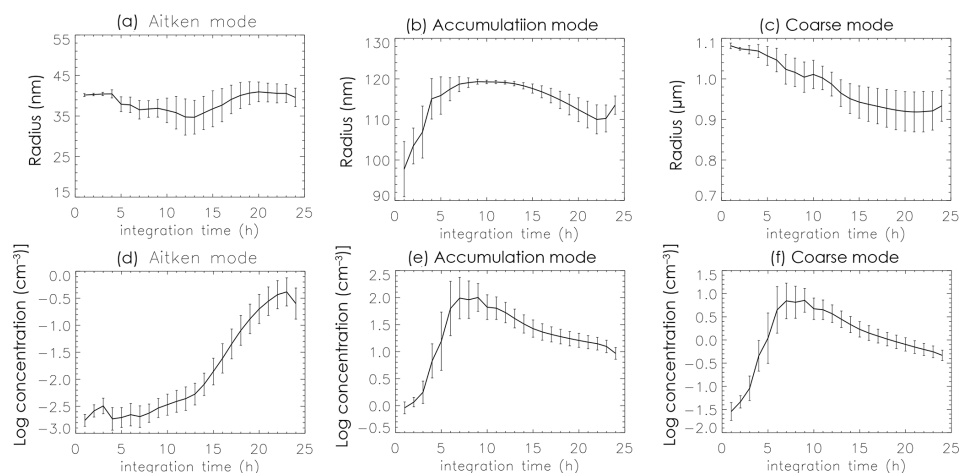 (a) Aitken mode
Radius (nm)
55
45
35
25
15
0 5 10 15 20 25
integration time (h)
(b) Accumulatiion mode
Radius (nm)
130
120
110
100
90
0 5 10 15 20 25
integration time (h)
(c) Coarse mode
Radius (μm)
1.1
1.0
0.9
0.8
0.7
0 5 10 15 20 25
integration time (h)
(d) Aitken mode
Log concentration (cm⁻³)]
0.0
−0.5
−1.0
−1.5
−2.0
−2.5
−3.0
0 5 10 15 20 25
integration time (h)
(e) Accumulation mode
Log concentration (cm⁻³)]
2.5
2.0
1.5
1.0
0.5
0.0
−0.5
0 5 10 15 20 25
integration time (h)
(f) Coarse mode
Log concentration (cm⁻³)]
1.5
1.0
0.5
0.0
−0.5
−1.0
−1.5
−2.0
0 5 10 15 20 25
integration time (h)